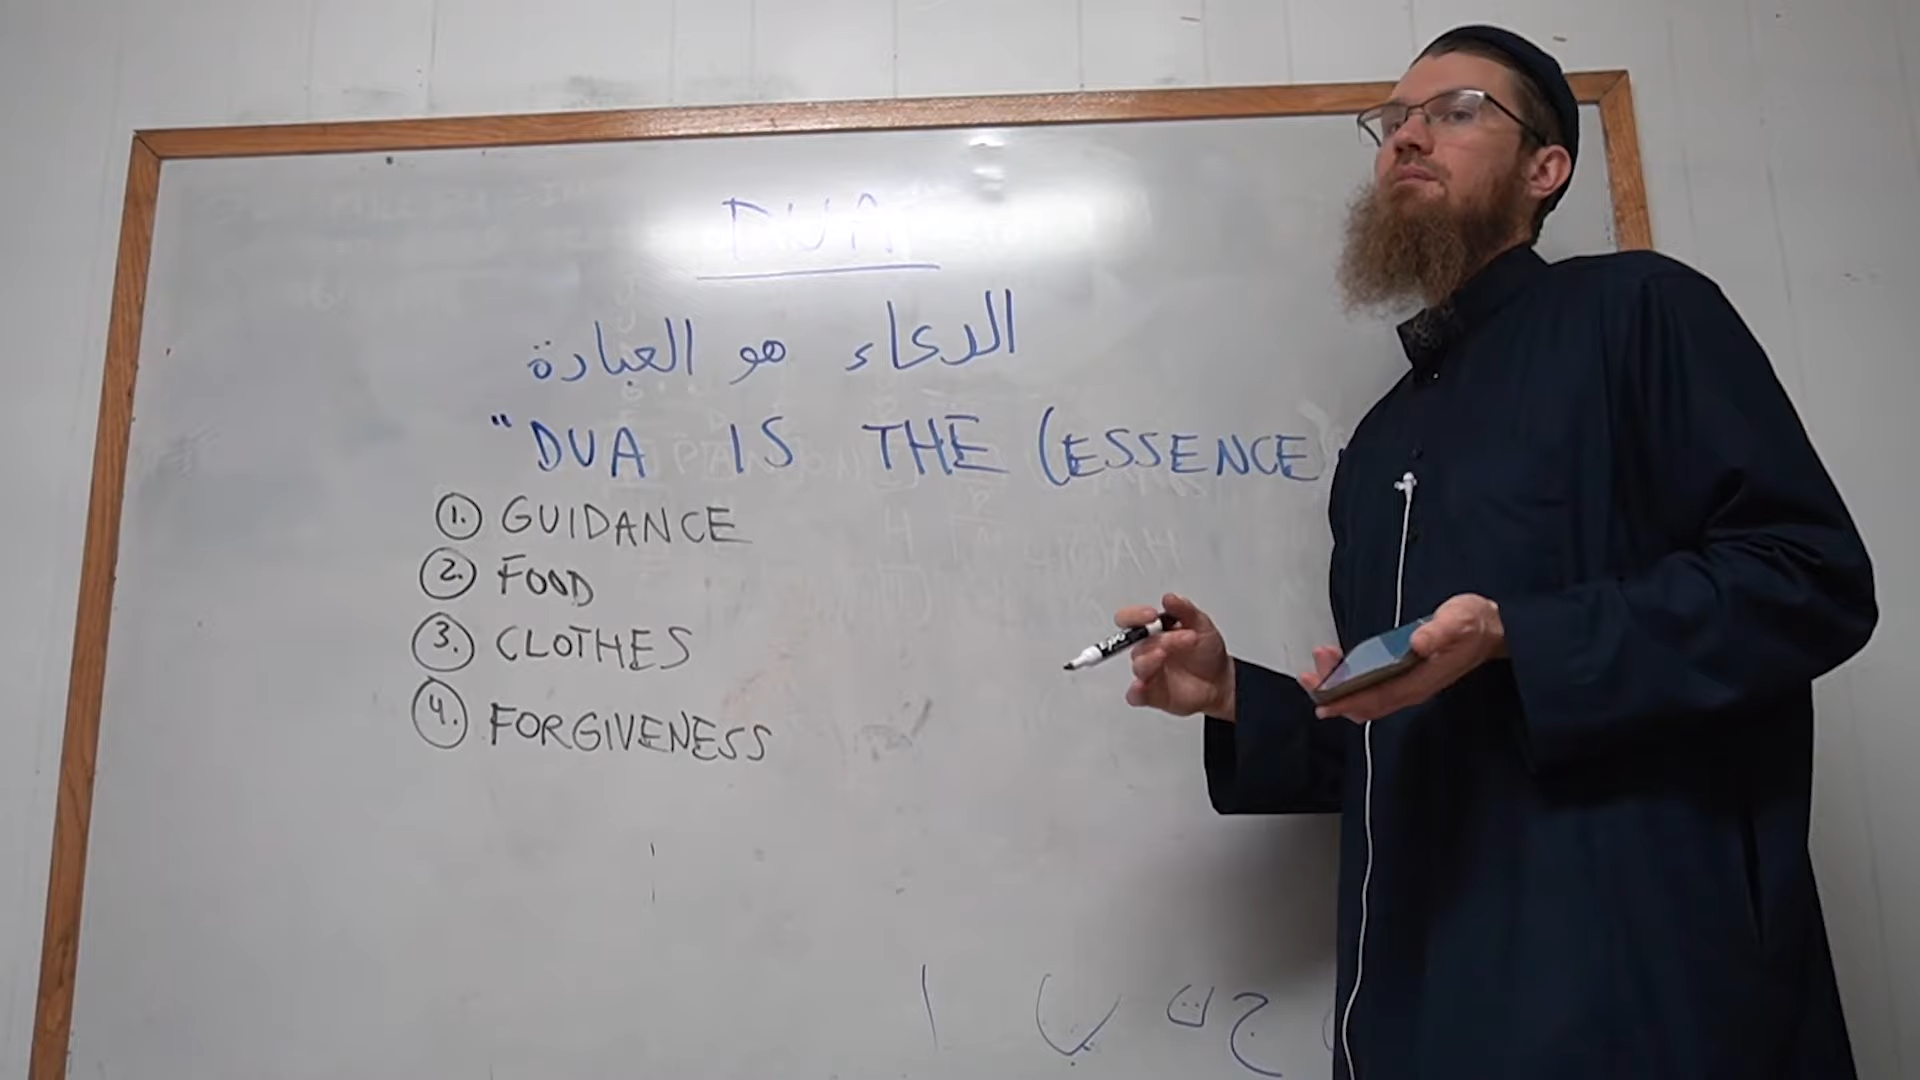 DUA
الدعاء هو العبادة
"DUA IS THE (ESSENCE
1. GUIDANCE
2. FOOD
3. CLOTHES
4. FORGIVENESS
ا ب ت ج